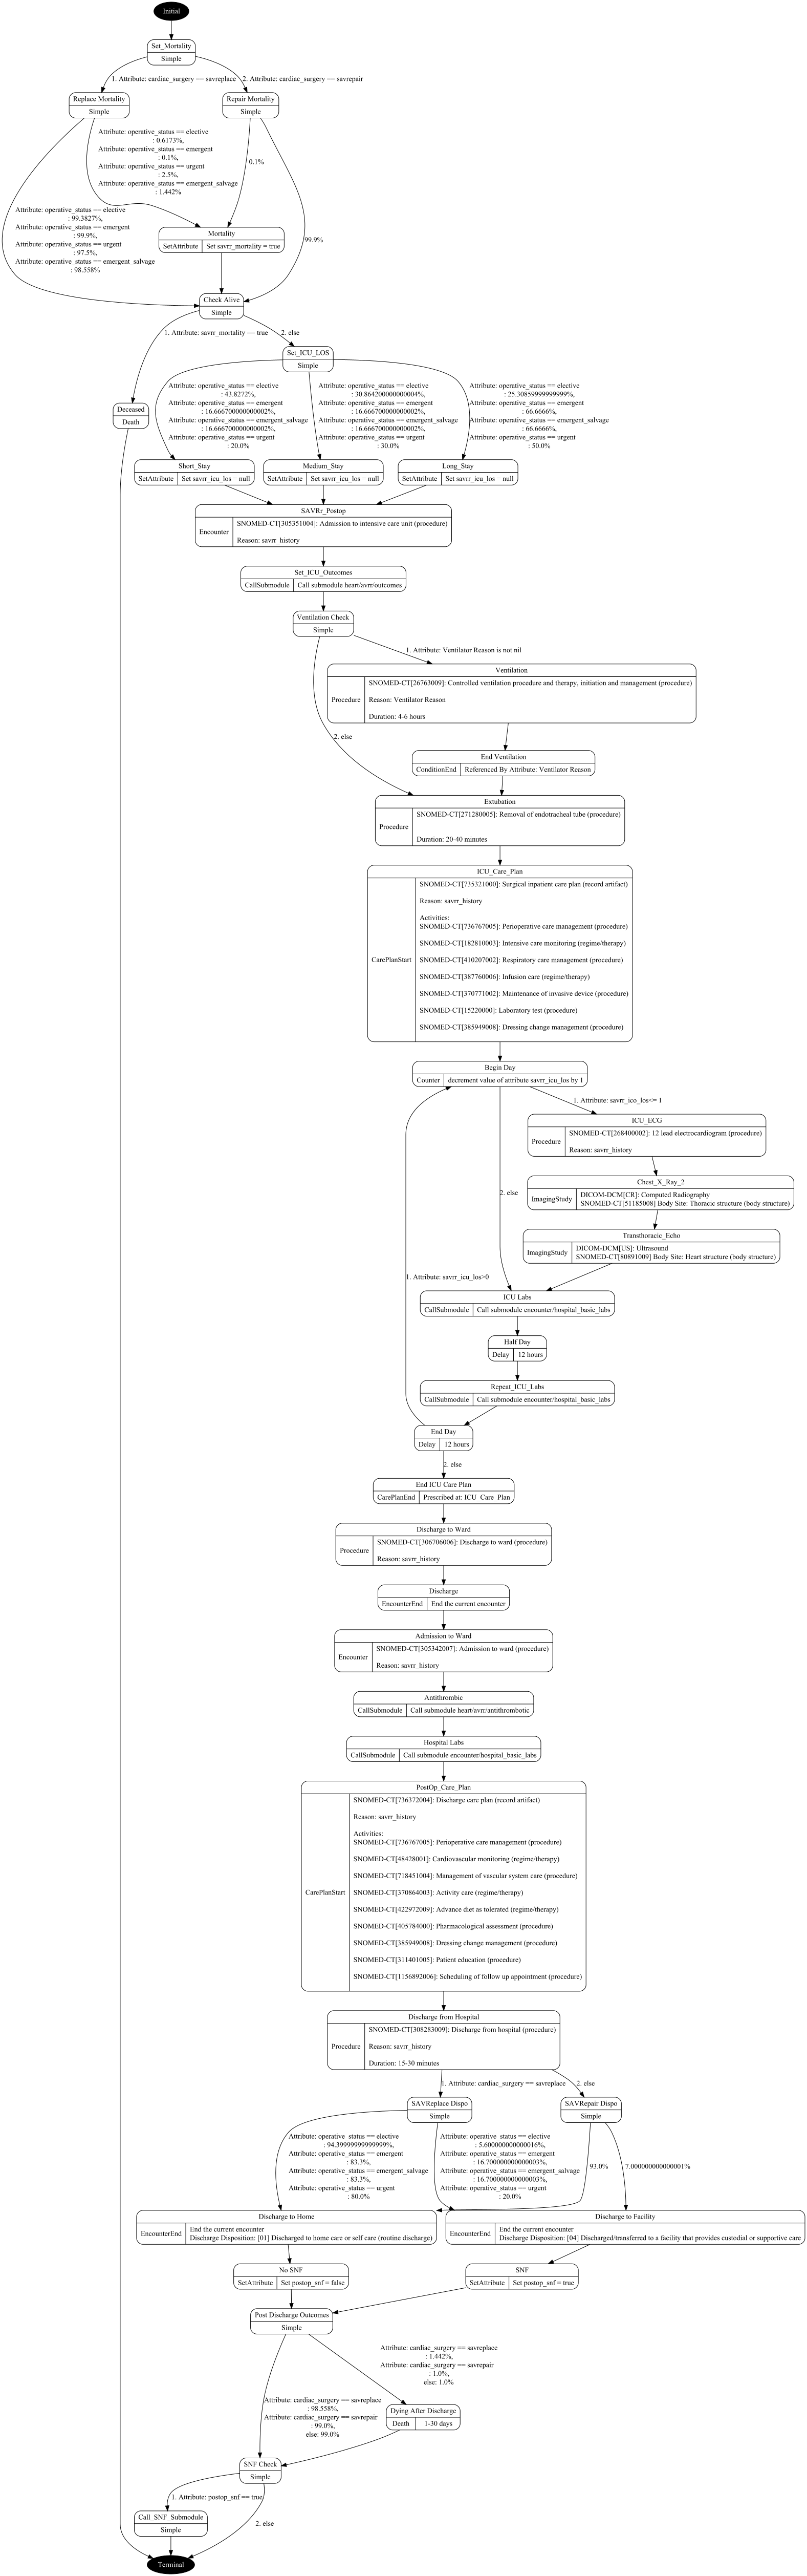 Initial
Set_Mortality
Simple
1. Attribute: cardiac_surgery == savreplace
2. Attribute: cardiac_surgery == savrepair
Replace Mortality
Simple
Repair Mortality
Simple
Attribute: operative_status == elective
: 0.6173%,
Attribute: operative_status == emergent
: 0.1%,
Attribute: operative_status == urgent
: 2.5%,
Attribute: operative_status == emergent_salvage
: 1.442%
0.1%
Attribute: operative_status == elective
: 99.3827%,
Attribute: operative_status == emergent
: 99.9%,
Attribute: operative_status == urgent
: 97.5%,
Attribute: operative_status == emergent_salvage
: 98.558%
99.9%
Mortality
SetAttribute
Set savrr_mortality = true
Check Alive
Simple
1. Attribute: savrr_mortality == true
2. else
Set_ICU_LOS
Simple
Deceased
Death
Attribute: operative_status == elective
: 43.8272%,
Attribute: operative_status == emergent
: 16.666700000000002%,
Attribute: operative_status == emergent_salvage
: 16.666700000000002%,
Attribute: operative_status == urgent
: 20.0%
Attribute: operative_status == elective
: 30.864200000000004%,
Attribute: operative_status == emergent
: 16.666700000000002%,
Attribute: operative_status == emergent_salvage
: 16.666700000000002%,
Attribute: operative_status == urgent
: 30.0%
Attribute: operative_status == elective
: 25.30859999999999%,
Attribute: operative_status == emergent
: 66.6666%,
Attribute: operative_status == emergent_salvage
: 66.6666%,
Attribute: operative_status == urgent
: 50.0%
Short_Stay
SetAttribute
Set savrr_icu_los = null
Medium_Stay
SetAttribute
Set savrr_icu_los = null
Long_Stay
SetAttribute
Set savrr_icu_los = null
SAVRr_Postop
Encounter
SNOMED-CT[305351004]: Admission to intensive care unit (procedure)
Reason: savrr_history
Set_ICU_Outcomes
CallSubmodule
Call submodule heart/avrr/outcomes
Ventilation Check
Simple
1. Attribute: Ventilator Reason is not nil
2. else
Ventilation
Procedure
SNOMED-CT[26763009]: Controlled ventilation procedure and therapy, initiation and management (procedure)
Reason: Ventilator Reason
Duration: 4-6 hours
End Ventilation
ConditionEnd
Referenced By Attribute: Ventilator Reason
Extubation
Procedure
SNOMED-CT[271280005]: Removal of endotracheal tube (procedure)
Duration: 20-40 minutes
ICU_Care_Plan
CarePlanStart
SNOMED-CT[735321000]: Surgical inpatient care plan (record artifact)
Reason: savrr_history
Activities:
SNOMED-CT[736767005]: Perioperative care management (procedure)
SNOMED-CT[182810003]: Intensive care monitoring (regime/therapy)
SNOMED-CT[410207002]: Respiratory care management (procedure)
SNOMED-CT[387760006]: Infusion care (regime/therapy)
SNOMED-CT[370771002]: Maintenance of invasive device (procedure)
SNOMED-CT[15220000]: Laboratory test (procedure)
SNOMED-CT[385949008]: Dressing change management (procedure)
Begin Day
Counter
decrement value of attribute savrr_icu_los by 1
1. Attribute: savrr_ico_los<= 1
2. else
ICU_ECG
Procedure
SNOMED-CT[268400002]: 12 lead electrocardiogram (procedure)
Reason: savrr_history
Chest_X_Ray_2
ImagingStudy
DICOM-DCM[CR]: Computed Radiography
SNOMED-CT[51185008] Body Site: Thoracic structure (body structure)
Transthoracic_Echo
ImagingStudy
DICOM-DCM[US]: Ultrasound
SNOMED-CT[80891009] Body Site: Heart structure (body structure)
1. Attribute: savrr_icu_los>0
ICU Labs
CallSubmodule
Call submodule encounter/hospital_basic_labs
Half Day
Delay
12 hours
Repeat_ICU_Labs
CallSubmodule
Call submodule encounter/hospital_basic_labs
End Day
Delay
12 hours
2. else
End ICU Care Plan
CarePlanEnd
Prescribed at: ICU_Care_Plan
Discharge to Ward
Procedure
SNOMED-CT[306706006]: Discharge to ward (procedure)
Reason: savrr_history
Discharge
EncounterEnd
End the current encounter
Admission to Ward
Encounter
SNOMED-CT[305342007]: Admission to ward (procedure)
Reason: savrr_history
Antithrombic
CallSubmodule
Call submodule heart/avrr/antithrombotic
Hospital Labs
CallSubmodule
Call submodule encounter/hospital_basic_labs
PostOp_Care_Plan
CarePlanStart
SNOMED-CT[736372004]: Discharge care plan (record artifact)
Reason: savrr_history
Activities:
SNOMED-CT[736767005]: Perioperative care management (procedure)
SNOMED-CT[48428001]: Cardiovascular monitoring (regime/therapy)
SNOMED-CT[718451004]: Management of vascular system care (procedure)
SNOMED-CT[370864003]: Activity care (regime/therapy)
SNOMED-CT[422972009]: Advance diet as tolerated (regime/therapy)
SNOMED-CT[405784000]: Pharmacological assessment (procedure)
SNOMED-CT[385949008]: Dressing change management (procedure)
SNOMED-CT[311401005]: Patient education (procedure)
SNOMED-CT[1156892006]: Scheduling of follow up appointment (procedure)
Discharge from Hospital
Procedure
SNOMED-CT[308283009]: Discharge from hospital (procedure)
Reason: savrr_history
Duration: 15-30 minutes
1. Attribute: cardiac_surgery == savreplace
2. else
SAVReplace Dispo
Simple
SAVRepair Dispo
Simple
Attribute: operative_status == elective
: 94.39999999999999%,
Attribute: operative_status == emergent
: 83.3%,
Attribute: operative_status == emergent_salvage
: 83.3%,
Attribute: operative_status == urgent
: 80.0%
Attribute: operative_status == elective
: 5.600000000000016%,
Attribute: operative_status == emergent
: 16.700000000000003%,
Attribute: operative_status == emergent_salvage
: 16.700000000000003%,
Attribute: operative_status == urgent
: 20.0%
93.0%
7.000000000000001%
Discharge to Home
EncounterEnd
End the current encounter
Discharge Disposition: [01] Discharged to home care or self care (routine discharge)
Discharge to Facility
EncounterEnd
End the current encounter
Discharge Disposition: [04] Discharged/transferred to a facility that provides custodial or supportive care
No SNF
SetAttribute
Set postop_snf = false
SNF
SetAttribute
Set postop_snf = true
Post Discharge Outcomes
Simple
Attribute: cardiac_surgery == savreplace
: 1.442%,
Attribute: cardiac_surgery == savrepair
: 1.0%,
else: 1.0%
Attribute: cardiac_surgery == savreplace
: 98.558%,
Attribute: cardiac_surgery == savrepair
: 99.0%,
else: 99.0%
Dying After Discharge
Death
1-30 days
SNF Check
Simple
1. Attribute: postop_snf == true
2. else
Call_SNF_Submodule
Simple
Terminal